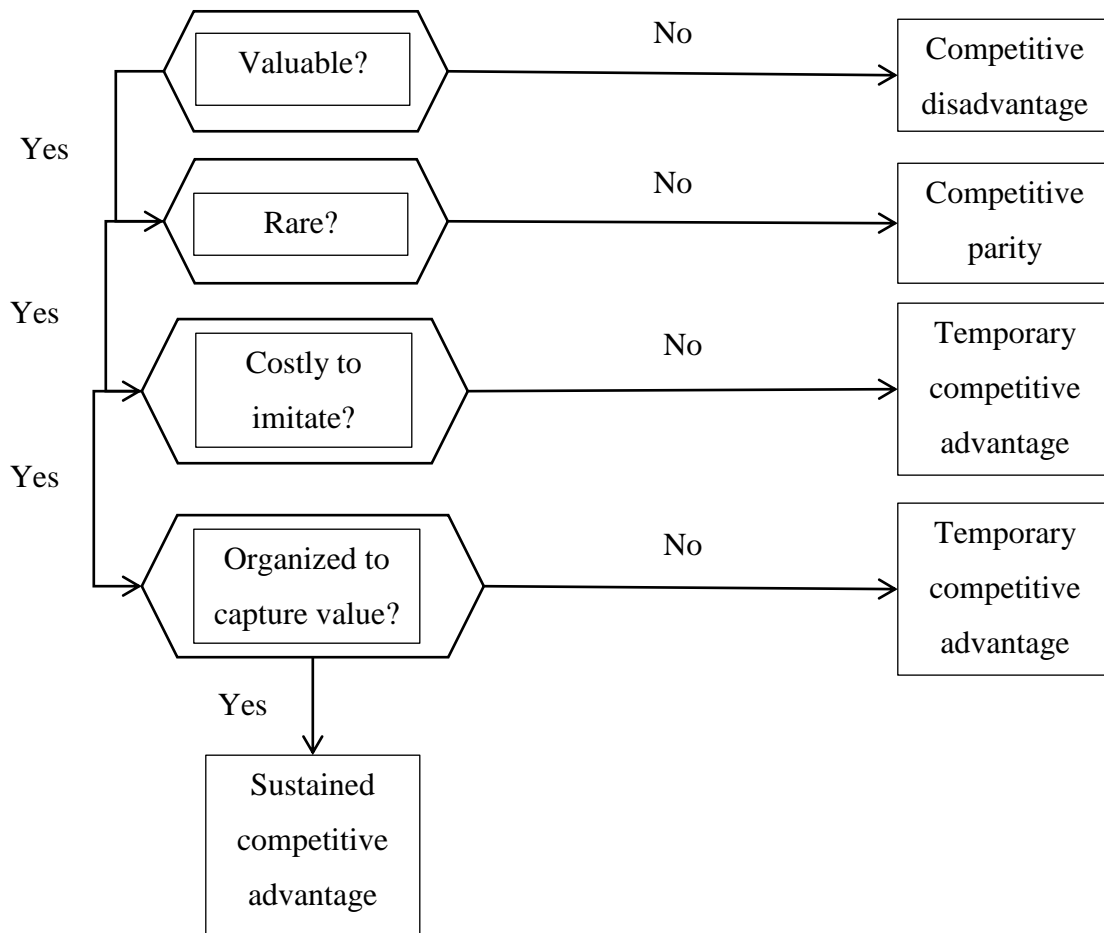 Valuable?
No
Competitive
disadvantage
Yes
Rare?
No
Competitive
parity
Yes
Costly to
imitate?
No
Temporary
competitive
advantage
Yes
Organized to
capture value?
No
Temporary
competitive
advantage
Yes
Sustained
competitive
advantage